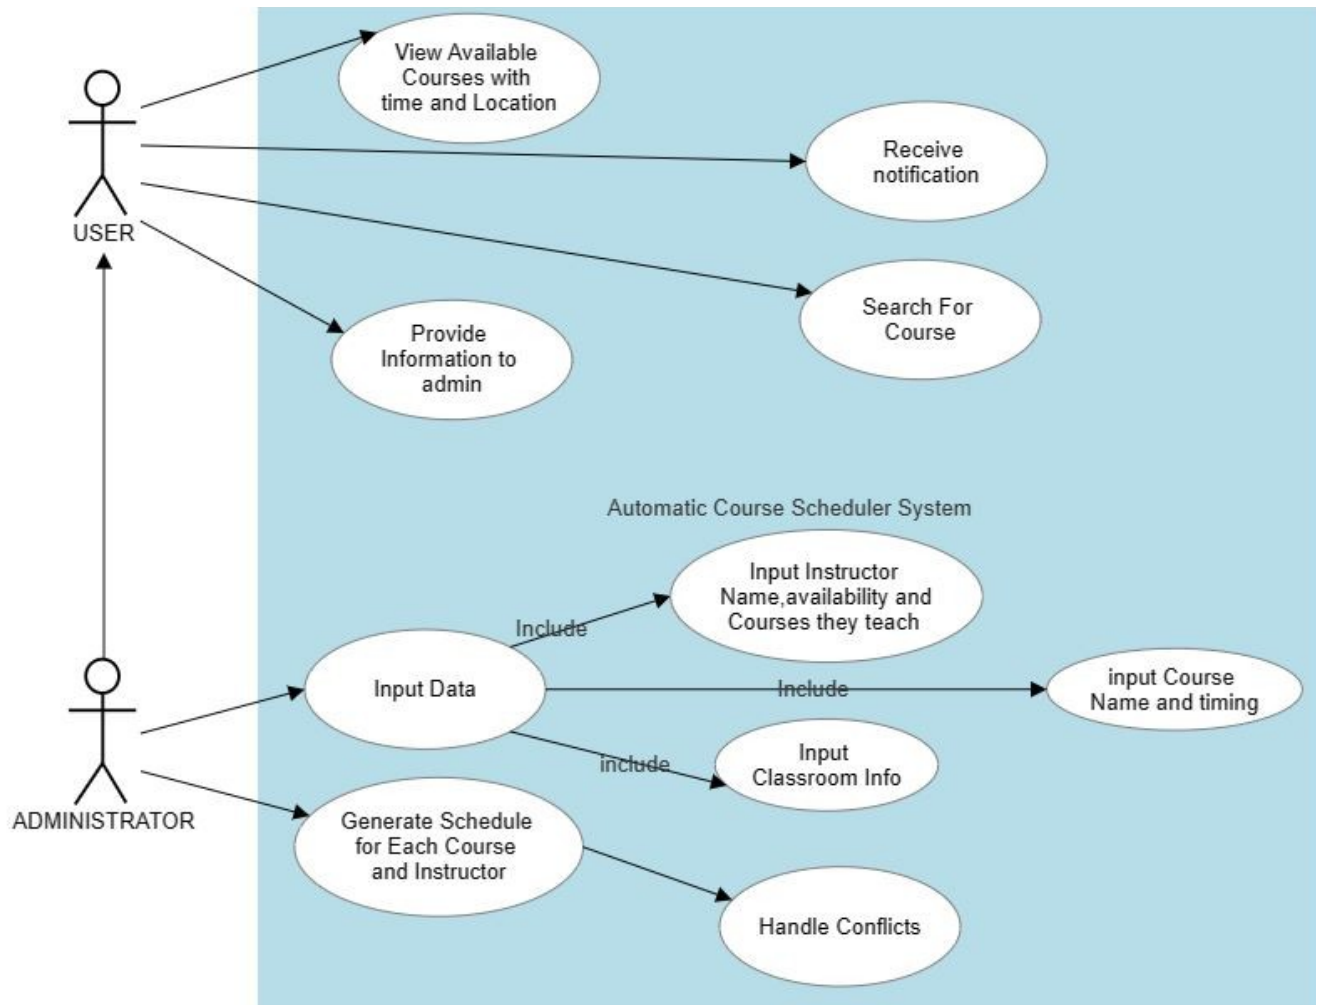 View Available
Courses with
time and Location
Receive
notification
USER
Search For
Course
Provide
Information to
admin
Automatic Course Scheduler System
Input Instructor
Name,availability and
Courses they teach
Include
Input Data
Include
input Course
Name and timing
include
Input
Classroom Info
ADMINISTRATOR
Generate Schedule
for Each Course
and Instructor
Handle Conflicts